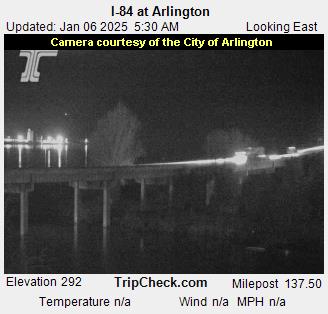 I-84 at Arlington
Updated: Jan 06 2025 5:30 AM Looking East
Camera courtesy of the City of Arlington
Elevation 292 TripCheck.com Milepost 137.50
Temperature n/a Wind n/a MPH n/a